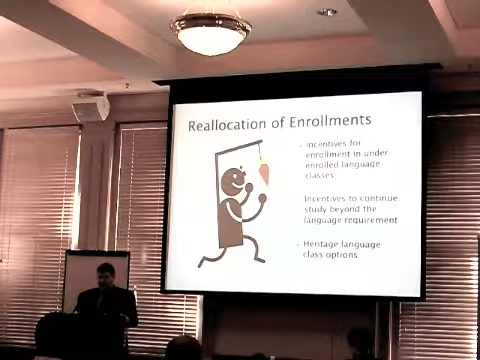 Reallocation of Enrollments
Incentives for
enrollment in under
enrolled language
classes
Incentives to continue
study beyond the
language requirement
Heritage language
class options